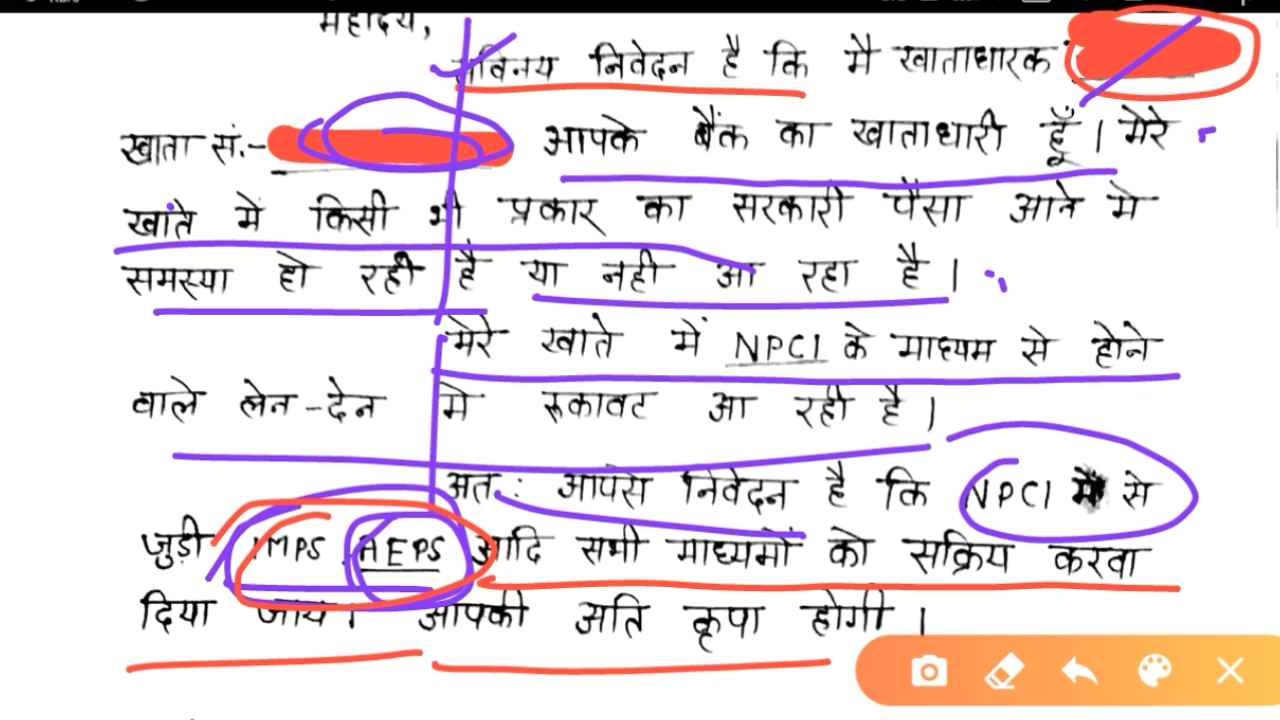 महोदय,
सविनय निवेदन है कि मै खाताधारक
खाता सं.- आपके बैंक का खाताधारी हूँ। मेरे
खाते में किसी भी प्रकार का सरकारी पैसा आने मे
समस्या हो रही है या नही आ रहा है।
मेरे खाते में NPCI के माध्यम से होने
वाले लेन-देन मे रूकावट आ रही है।
अत: आपसे निवेदन है कि NPCI से
जुड़ी IMPS AEPS आदि सभी माध्यमों को सक्रिय करवा
दिया जाय। आपकी अति कृपा होगी।